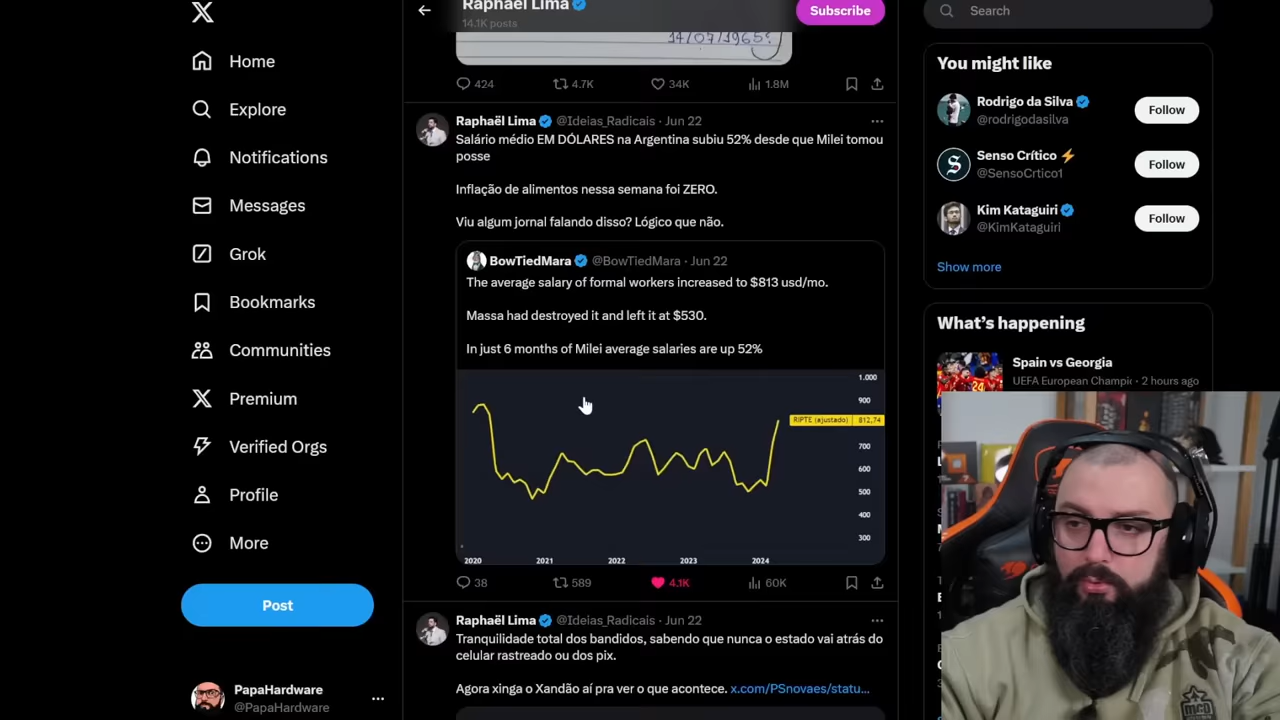 Home
Explore
Notifications
Messages
Grok
Bookmarks
Communities
Premium
Verified Orgs
Profile
More
Post
PapaHardware
@PapaHardware
Raphaël Lima
14.1K posts
Subscribe
14/07/1965?
424 4.7K 34K 1.8M
Raphaël Lima @Ideias_Radicais · Jun 22
Salário médio EM DÓLARES na Argentina subiu 52% desde que Milei tomou
posse
Inflação de alimentos nessa semana foi ZERO.
Viu algum jornal falando disso? Lógico que não.
BowTiedMara @BowTiedMara · Jun 22
The average salary of formal workers increased to $813 usd/mo.
Massa had destroyed it and left it at $530.
In just 6 months of Milei average salaries are up 52%
1.000
900
RIPTE (ajustado) 812,74
700
600
500
400
300
2020 2021 2022 2023 2024
38 589 4.1K 60K
Raphaël Lima @Ideias_Radicais · Jun 22
Tranquilidade total dos bandidos, sabendo que nunca o estado vai atrás do
celular rastreado ou dos pix.
Agora xinga o Xandão aí pra ver o que acontece. x.com/PSnovaes/statu...
Search
You might like
Rodrigo da Silva
@rodrigodasilva
Follow
Senso Crítico
@SensoCrtico1
Follow
Kim Kataguiri
@KimKataguiri
Follow
Show more
What's happening
Spain vs Georgia
UEFA European Champic · 2 hours ago